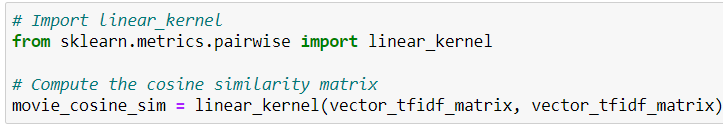 # Import linear_kernel
from sklearn.metrics.pairwise import linear_kernel
# Compute the cosine similarity matrix
movie_cosine_sim = linear_kernel(vector_tfidf_matrix, vector_tfidf_matrix)